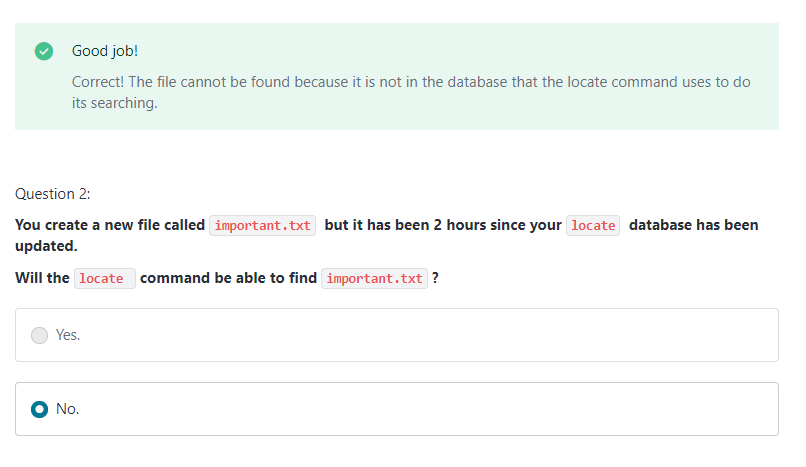 Good job!
Correct! The file cannot be found because it is not in the database that the locate command uses to do
its searching.
Question 2:
You create a new file called important.txt but it has been 2 hours since your locate database has been
updated.
Will the locate command be able to find important.txt ?
Yes.
No.